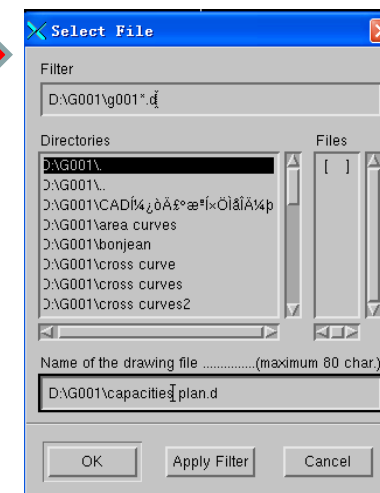 Select File
Filter
D:\G001\g001*.d
Directories
Files
D:\G001\.
[ ]
D:\G001\..
D:\G001\area curves
D:\G001\bonjean
D:\G001\cross curve
D:\G001\cross curves
D:\G001\cross curves2
Name of the drawing file ...............(maximum 80 char.)
D:\G001\capacities plan.d
OK
Apply Filter
Cancel